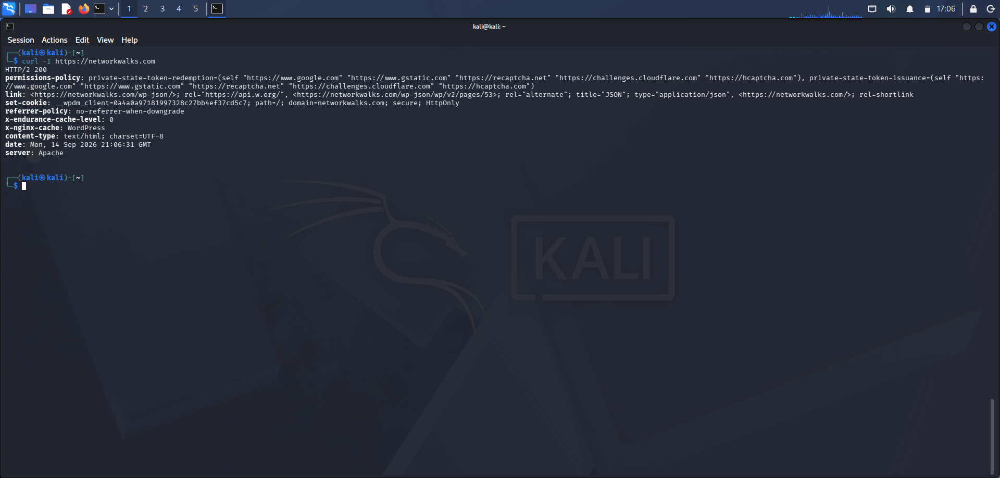 1 2 3 4 5 17:06
kali@kali: ~
Session Actions Edit View Help
┌──(kali㉿kali)-[~]
└─$ curl -I https://networkwalks.com
HTTP/2 200
permissions-policy: private-state-token-redemption=(self "https://www.google.com" "https://www.gstatic.com" "https://recaptcha.net" "https://challenges.cloudflare.com" "https://hcaptcha.com"), private-state-token-issuance=(self "https:
//www.google.com" "https://www.gstatic.com" "https://recaptcha.net" "https://challenges.cloudflare.com" "https://hcaptcha.com")
link: <https://networkwalks.com/wp-json/>; rel="https://api.w.org/", <https://networkwalks.com/wp-json/wp/v2/pages/53>; rel="alternate"; title="JSON"; type="application/json", <https://networkwalks.com/>; rel=shortlink
set-cookie: __wpdm_client=0a4a0a97181997328c27bb4ef37cd5c7; path=/; domain=networkwalks.com; secure; HttpOnly
referrer-policy: no-referrer-when-downgrade
x-endurance-cache-level: 0
x-nginx-cache: WordPress
content-type: text/html; charset=UTF-8
date: Mon, 14 Sep 2026 21:06:31 GMT
server: Apache
┌──(kali㉿kali)-[~]
└─$
KALI